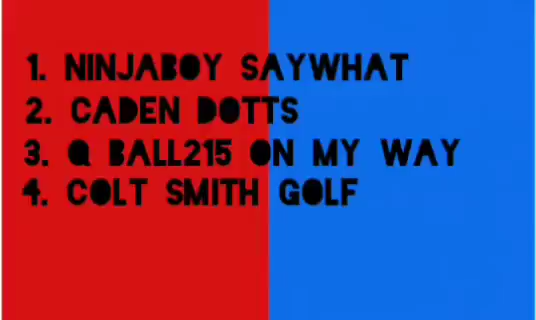 1. NINJABOY SAYWHAT
2. CADEN DOTTS
3. Q BALL215 ON MY WAY
4. COLT SMITH GOLF